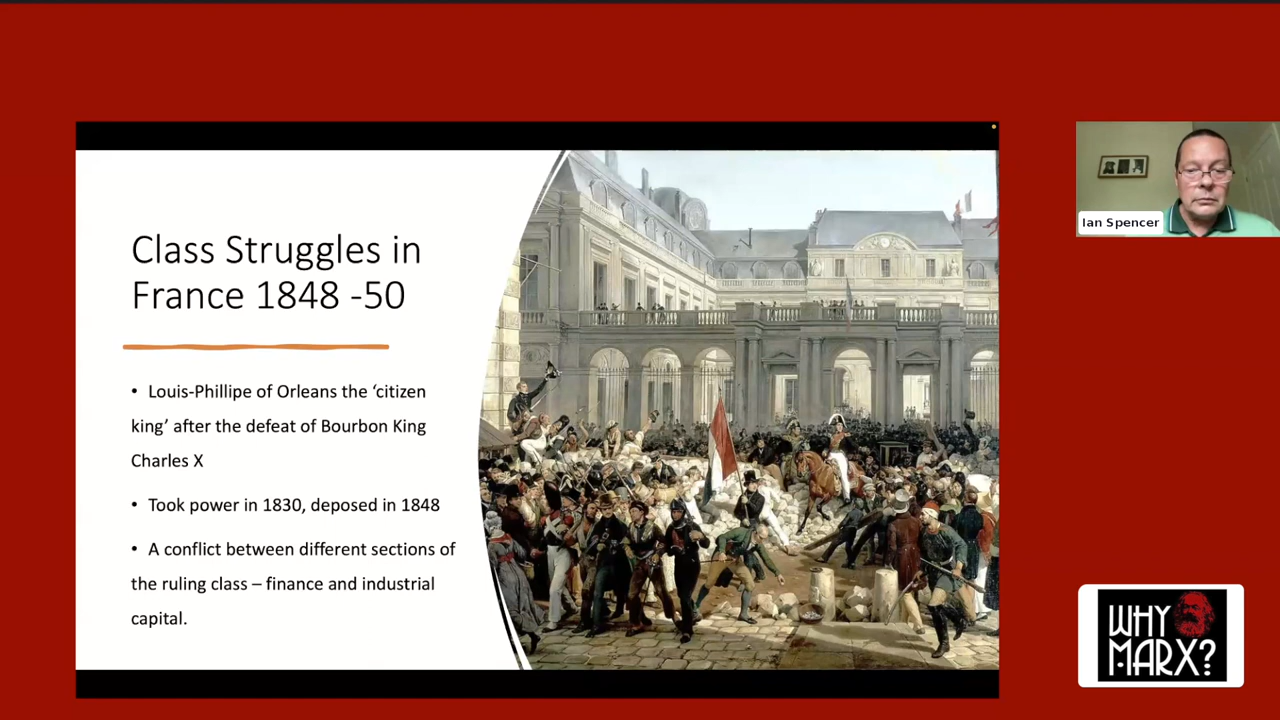 Class Struggles in
France 1848 -50
• Louis-Phillipe of Orleans the ‘citizen
king’ after the defeat of Bourbon King
Charles X
• Took power in 1830, deposed in 1848
• A conflict between different sections of
the ruling class – finance and industrial
capital.
Ian Spencer
WHY
MARX?